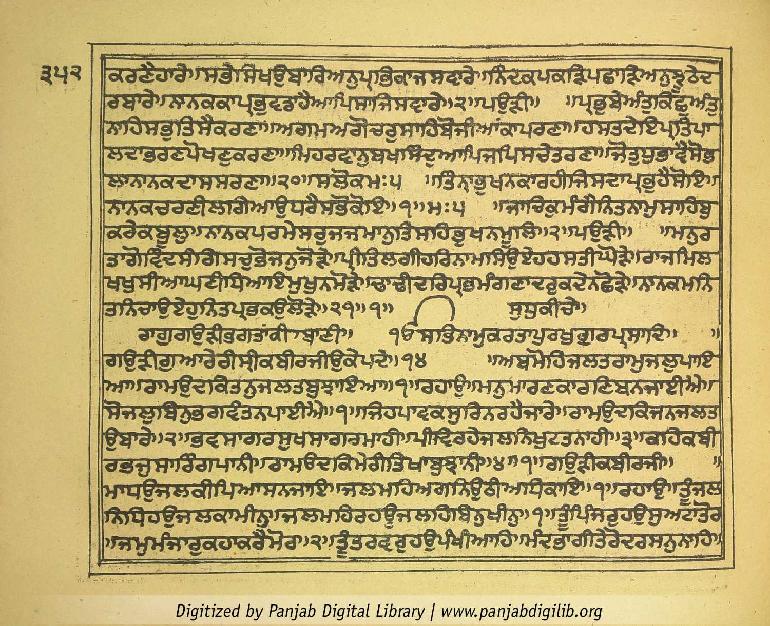 ੩੫੨
ਕਰਣੈਹਾਰੇ॥ਸਭੇਸਿਖਉਬਾਰਿਅਨੁਪ੍ਰਭਿਕਾਜਸਵਾਰੇ॥ਨਿੰਦਕਪਕੜਿਪਛਾੜਿਅਨੁਝੂਠੇਦ
ਰਬਾਰੇ॥ਨਾਨਕਕਾਪ੍ਰਭੁਵਡਾਹੈਆਪਿਸਾਜਿਸਵਾਰੇ॥੨॥ਪਉੜੀ॥ ਪ੍ਰਭੁਬੇਅੰਤੁਕਿਛੁਅੰਤੁ
ਨਾਹਿਸਭੁਤਿਸੈਕਰਣਾ॥ਅਗਮਅਗੋਚਰੁਸਾਹਿਬੋਜੀਆਂਕਾਪਰਣਾ॥ਹਸਤਦੇਇਪ੍ਰਤਿਪਾ
ਲਦਾਭਰਣਪੋਖਣੁਕਰਣਾ॥ਮਿਹਰਵਾਨੁਬਖਸਿੰਦੁਆਪਿਜਪਿਸਚੇਤਰਣਾ॥ਜੋਤੁਧੁਭਾਵੈਸੋਭ
ਲਾਨਾਨਕਦਾਸਸਰਣਾ॥੨੦॥ਸਲੋਕਮਃ੫ ॥ਤਿੰਨਾਭੁਖਨਕਾਰਹੀਜਿਸਦਾਪ੍ਰਭੁਹੈਸੋਇ॥
ਨਾਨਕਚਰਣੀਲਗਿਆਉਧਰੈਸਭੋਕੋਇ॥੧॥ਮਃ੫ ॥ਜਾਚਿਕੁਮੰਗੈਨਿਤਨਾਮੁਸਾਹਿਬੁ
ਕਰੇਕਬੂਲੁ॥ਨਾਨਕਪਰਮੇਸਰੁਜਜਮਾਨੁਤਿਸਹਿਭੁਖਨਮੂਲਿ॥੨॥ਪਉੜੀ॥ ॥ਮਨੁਰ
ਤਾਗੋਵਿੰਦਸੰਗਿਸਚੁਭੋਜਨੁਜੋੜੇ॥ਪ੍ਰੀਤਿਲਗੀਹਰਿਨਾਮਸਿਉਏਹਸਤੀਘੋੜੇ॥ਰਾਜਮਿਲ
ਖਖੁਸੀਆਘਣੀਧਿਆਇਮੁਖੁਨਮੋੜੇ॥ਢਾਢੀਦਰਿਪ੍ਰਭਮੰਗਣਾਦਰੁਕਦੇਨਛੋੜੇ॥ਨਾਨਕਮਨਿ
ਤਨਿਚਾਉਏਹੁਨਿਤਪ੍ਰਭਕਉਲੋੜੇ॥੨੧॥੧॥ ਸੁਧੁਕੀਚੇ॥
ਰਾਗੁਗਉੜੀਭਗਤਾਂਕੀਬਾਣੀ॥ ੴਸਤਿਨਾਮੁਕਰਤਾਪੁਰਖੁਗੁਰਪ੍ਰਸਾਦਿ॥ ॥
ਗਉੜੀਗੁਆਰੇਰੀਸ੍ਰੀਕਬੀਰਜੀਉਕੇਚਉਪਦੇ॥੧੪ ॥ਅਬਮੋਹਿਜਲਤਰਾਮਜਲੁਪਾਇ
ਆ॥ਰਾਮਉਦਕਿਤਨੁਜਲਤਬੁਝਾਇਆ॥੧॥ਰਹਾਉ॥ਮਨੁਮਾਰਣਕਾਰਣਿਬਨਜਾਈਐ॥
ਸੋਜਲੁਬਿਨੁਭਗਵੰਤਨਪਾਈਐ॥੧॥ਜਿਹਪਾਵਕਸੁਰਿਨਰਹੈਜਾਰੇ॥ਰਾਮਉਦਕਿਜਨਜਲਤ
ਉਬਾਰੇ॥੨॥ਭਵਸਾਗਰਸੁਖਸਾਗਰਮਾਹੀ॥ਪੀਵਿਰਹੇਜਲਨਿਖੁਟਤਨਾਹੀ॥੩॥ਕਹਿਕਬੀ
ਰਭਜੁਸਾਰਿੰਗਪਾਨੀ॥ਰਾਮਉਦਕਿਮੇਰੀਤਿਖਾਬੁਝਾਨੀ॥੪॥੧॥ਗਉੜੀਕਬੀਰਜੀ॥ ॥
ਮਾਧਉਜਲਕੀਪਿਆਸਨਜਾਇ॥ਜਲਮਹਿਅਗਨਿਉਠੀਅਧਿਕਾਇ॥੧॥ਰਹਾਉ॥ਤੂੰਜਲ
ਨਿਧਿਹਉਜਲਕਾਮੀਨੁ॥ਜਲਮਹਿਰਹਉਜਲਹਿਬਿਨੁਖੀਨੁ॥੧॥ਤੂੰਪਿੰਜਰੁਹਉਸੂਅਟਾਤੋਰ
॥ਜਮੁਮੰਜਾਰੁਕਹਾਕਰੈਮੋਰ॥੨॥ਤੂੰਤਰਵਰੁਹਉਪੰਖੀਆਹਿ॥ਮੰਦਭਾਗੀਤੇਰੋਦਰਸਨੁਨਾਹਿ॥
Digitized by Panjab Digital Library | www.panjabdigilib.org